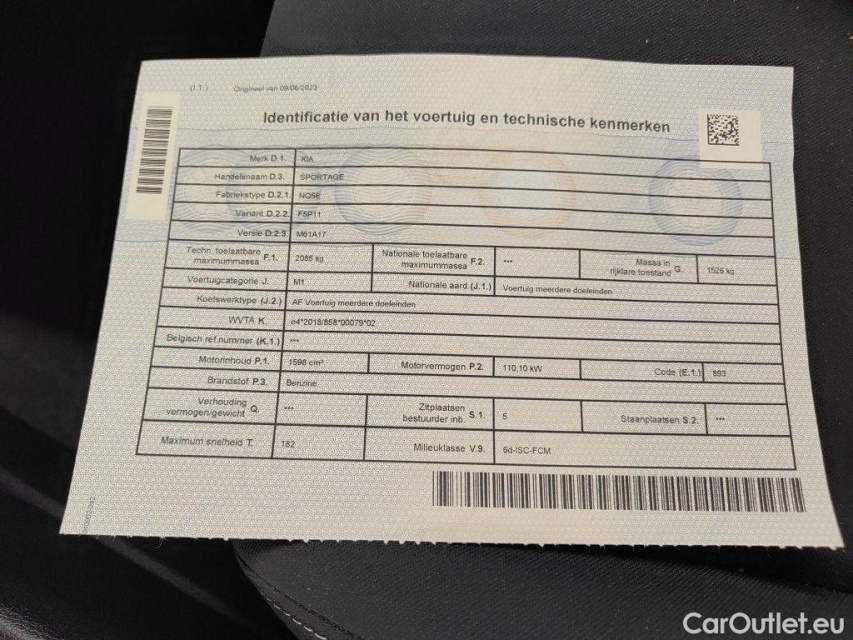 (I.1.) Origineel van 09/06/2023
Identificatie van het voertuig en technische kenmerken
Merk D.1. KIA
Handelsnaam D.3. SPORTAGE
Fabriekstype D.2.1. NQ5E
Variant D.2.2. F5P11
Versie D.2.3. M61A17
Techn. toelaatbare maximummassa F.1. 2085 kg Nationale toelaatbare maximummassa F.2. *** Massa in rijklare toestand G. 1526 kg
Voertuigcategorie J. M1 Nationale aard (J.1.) Voertuig meerdere doeleinden
Koetswerktype (J.2.) AF Voertuig meerdere doeleinden
WVTA K. e4*2018/858*00079*02
Belgisch ref.nummer (K.1.) ***
Motorinhoud P.1. 1598 cm³ Motorvermogen P.2. 110,10 kW Code (E.1.) 893
Brandstof P.3. Benzine
Verhouding vermogen/gewicht Q. *** Zitplaatsen bestuurder inb. S.1. 5 Staanplaatsen S.2. ***
Maximum snelheid T. 182 Milieuklasse V.9. 6d-ISC-FCM
CarOutlet.eu